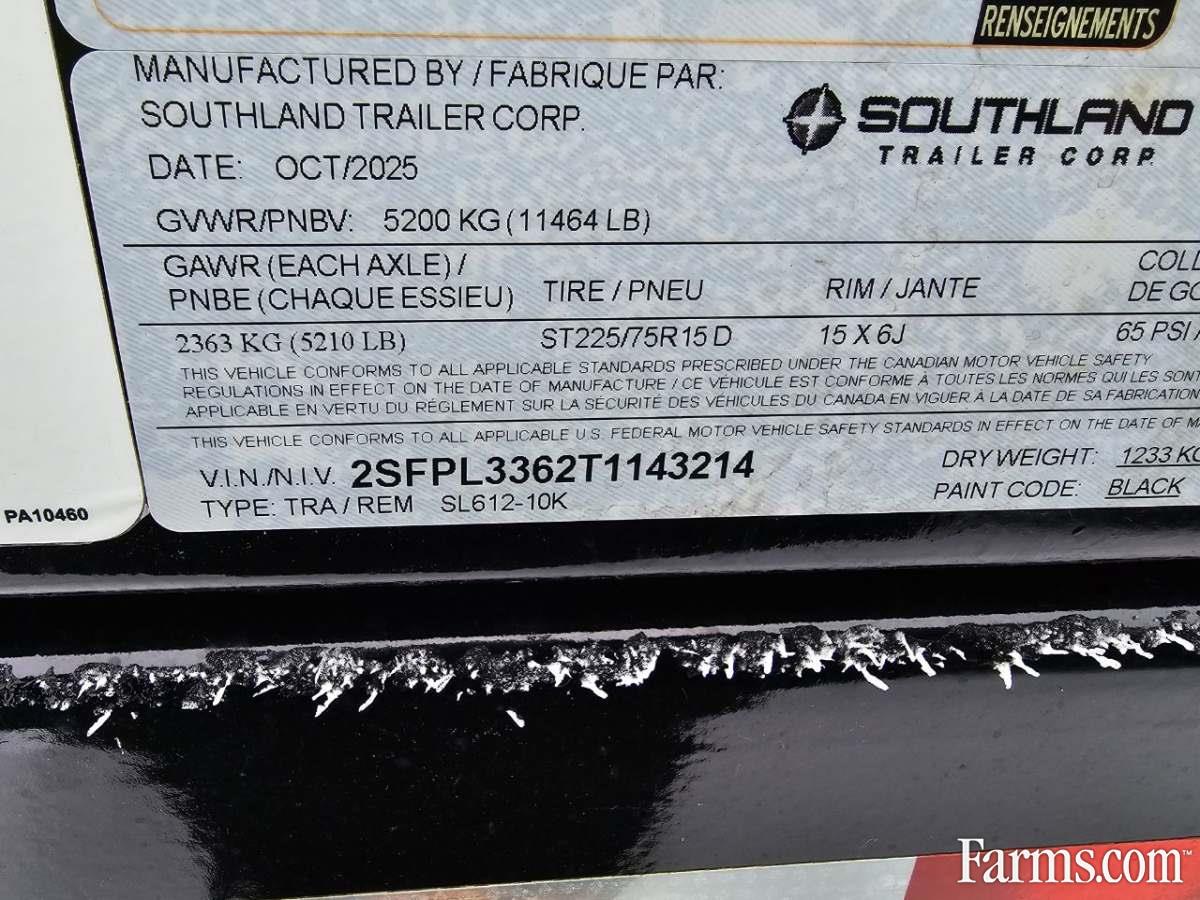 RENSEIGNEMENTS
MANUFACTURED BY / FABRIQUE PAR:
SOUTHLAND TRAILER CORP.
SOUTHLAND
TRAILER CORP.
DATE: OCT/2025
GVWR/PNBV: 5200 KG (11464 LB)
GAWR (EACH AXLE) /
PNBE (CHAQUE ESSIEU)
TIRE / PNEU
RIM / JANTE
2363 KG (5210 LB)
ST225/75R15 D
15 X 6J
65 PSI /
THIS VEHICLE CONFORMS TO ALL APPLICABLE STANDARDS PRESCRIBED UNDER THE CANADIAN MOTOR VEHICLE SAFETY
REGULATIONS IN EFFECT ON THE DATE OF MANUFACTURE / CE VÉHICULE EST CONFORME À TOUTES LES NORMES QUI LES SONT
APPLICABLE EN VERTU DU RÉGLEMENT SUR LA SÉCURITÉ DES VÉHICULES DU CANADA EN VIGUER À LA DATE DE SA FABRICATION
THIS VEHICLE CONFORMS TO ALL APPLICABLE U.S. FEDERAL MOTOR VEHICLE SAFETY STANDARDS IN EFFECT ON THE DATE OF
V.I.N./N.I.V. 2SFPL3362T1143214
DRY WEIGHT: 1233 KG
TYPE: TRA / REM SL612-10K
PAINT CODE: BLACK
PA10460
Farms.com™